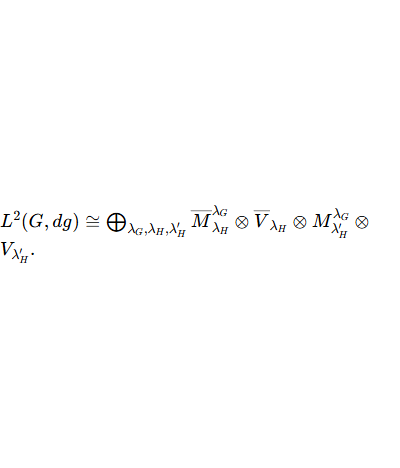 $L^2(G, dg) \cong \bigoplus_{\lambda_G, \lambda_H, \lambda'_H} \overline{M}^{\lambda_G}_{\lambda_H} \otimes \overline{V}_{\lambda_H} \otimes M^{\lambda_G}_{\lambda'_H} \otimes$
$V_{\lambda'_H}.$